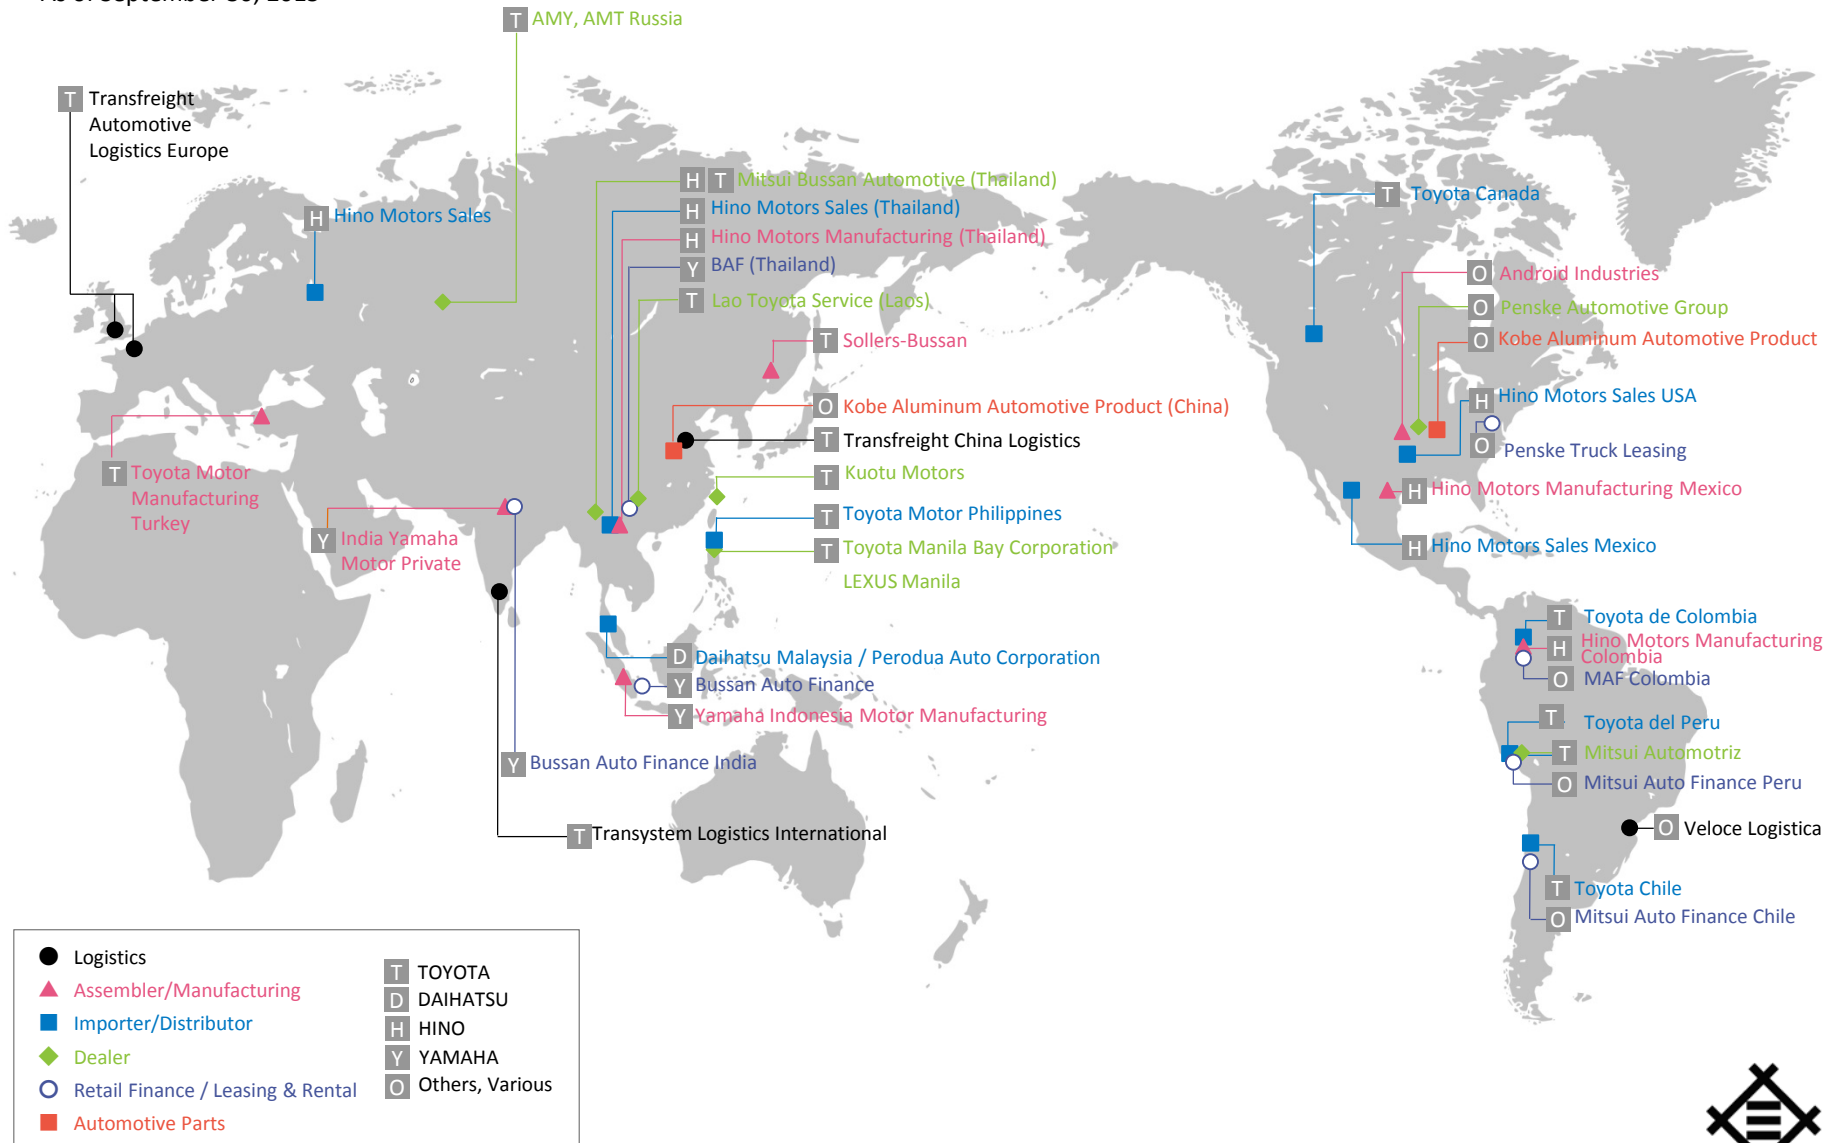 T AMY, AMT Russia
T Transfreight
Automotive
Logistics Europe
H T Mitsui Bussan Automotive (Thailand)
H Hino Motors Sales
H Hino Motors Sales (Thailand)
H Hino Motors Manufacturing (Thailand)
Y BAF (Thailand)
T Lao Toyota Service (Laos)
T Sollers-Bussan
O Kobe Aluminum Automotive Product (China)
T Transfreight China Logistics
T Kuotu Motors
T Toyota Motor Philippines
T Toyota Manila Bay Corporation
LEXUS Manila
T Toyota Motor
Manufacturing
Turkey
Y India Yamaha
Motor Private
D Daihatsu Malaysia / Perodua Auto Corporation
Y Bussan Auto Finance
Y Yamaha Indonesia Motor Manufacturing
Y Bussan Auto Finance India
T Transystem Logistics International
T Toyota Canada
O Android Industries
O Penske Automotive Group
O Kobe Aluminum Automotive Product
H Hino Motors Sales USA
O Penske Truck Leasing
H Hino Motors Manufacturing Mexico
H Hino Motors Sales Mexico
T Toyota de Colombia
H Hino Motors Manufacturing
Colombia
O MAF Colombia
T Toyota del Peru
T Mitsui Automotriz
O Mitsui Auto Finance Peru
O Veloce Logistica
T Toyota Chile
O Mitsui Auto Finance Chile
Logistics
Assembler/Manufacturing
Importer/Distributor
Dealer
Retail Finance / Leasing & Rental
Automotive Parts
T TOYOTA
D DAIHATSU
H HINO
Y YAMAHA
O Others, Various